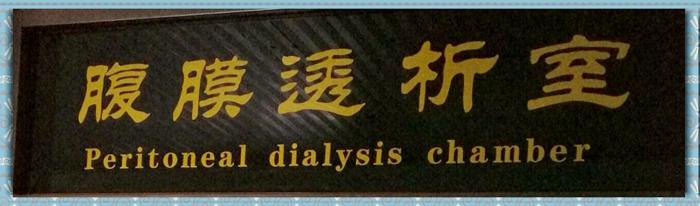 腹膜透析室
Peritoneal dialysis chamber